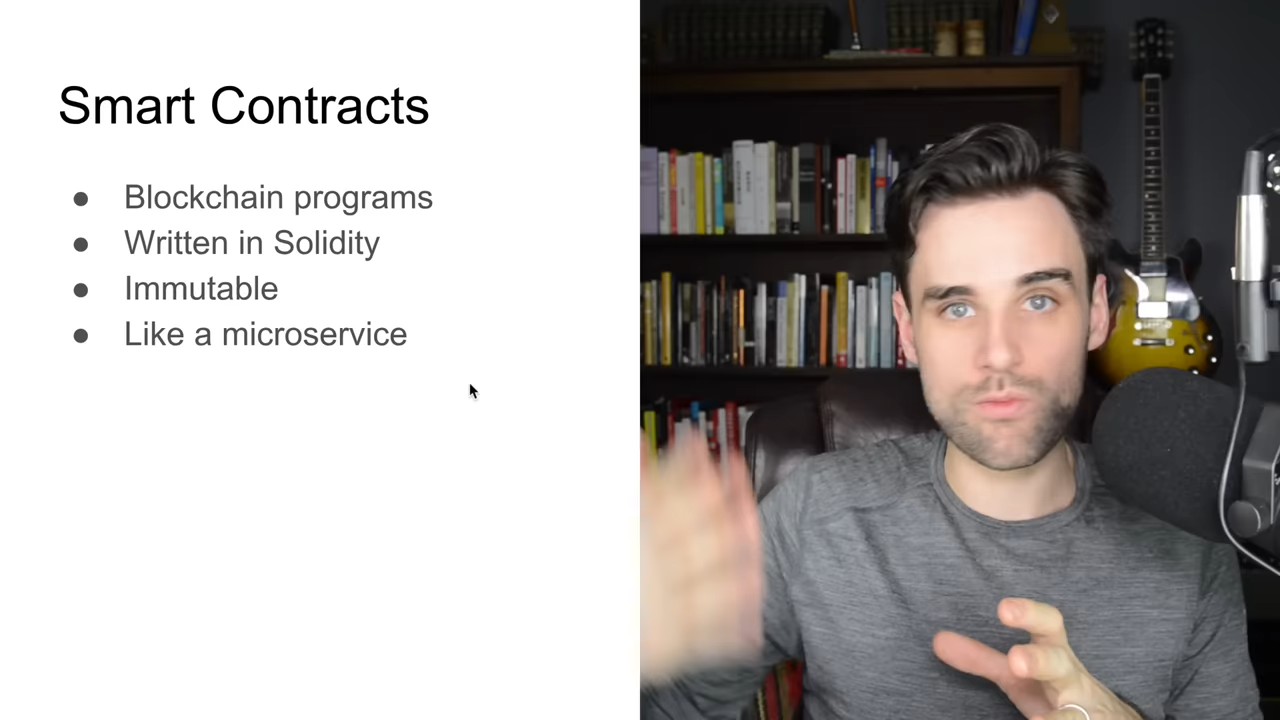 Smart Contracts
● Blockchain programs
● Written in Solidity
● Immutable
● Like a microservice